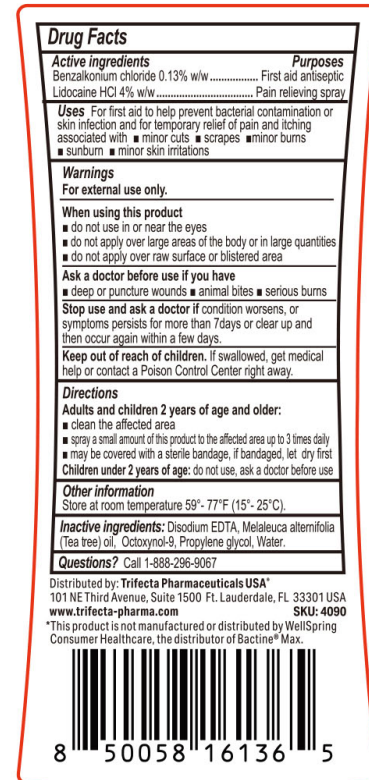 Drug Facts
Active ingredients Purposes
Benzalkonium chloride 0.13% w/w.................. First aid antiseptic
Lidocaine HCl 4% w/w.................................. Pain relieving spray
Uses For first aid to help prevent bacterial contamination or
skin infection and for temporary relief of pain and itching
associated with ■ minor cuts ■ scrapes ■minor burns
■ sunburn ■ minor skin irritations
Warnings
For external use only.
When using this product
■ do not use in or near the eyes
■ do not apply over large areas of the body or in large quantities
■ do not apply over raw surface or blistered area
Ask a doctor before use if you have
■ deep or puncture wounds ■ animal bites ■ serious burns
Stop use and ask a doctor if condition worsens, or
symptoms persists for more than 7days or clear up and
then occur again within a few days.
Keep out of reach of children. If swallowed, get medical
help or contact a Poison Control Center right away.
Directions
Adults and children 2 years of age and older:
■ clean the affected area
■ spray a small amount of this product to the affected area up to 3 times daily
■ may be covered with a sterile bandage, if bandaged, let dry first
Children under 2 years of age: do not use, ask a doctor before use
Other information
Store at room temperature 59°- 77°F (15°- 25°C).
Inactive ingredients: Disodium EDTA, Melaleuca alternifolia
(Tea tree) oil, Octoxynol-9, Propylene glycol, Water.
Questions? Call 1-888-296-9067
Distributed by: Trifecta Pharmaceuticals USA®
101 NE Third Avenue, Suite 1500 Ft. Lauderdale, FL 33301 USA
www.trifecta-pharma.com SKU: 4090
*This product is not manufactured or distributed by WellSpring
Consumer Healthcare, the distributor of Bactine® Max.
8 50058 16136 5